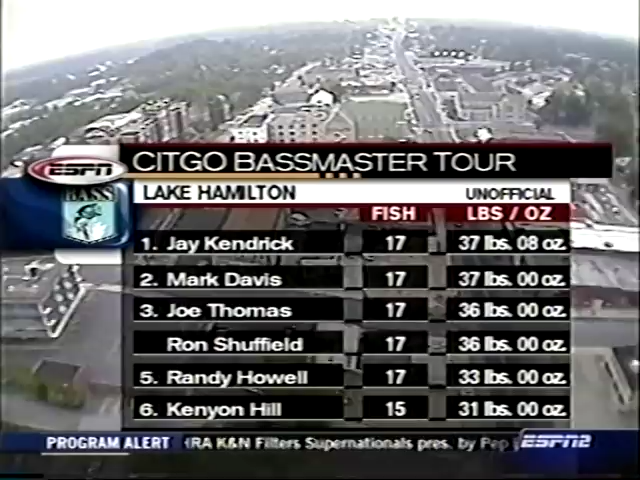 ESPN
CITGO BASSMASTER TOUR
BASS
LAKE HAMILTON UNOFFICIAL
FISH LBS / OZ
1. Jay Kendrick 17 37 lbs. 08 oz.
2. Mark Davis 17 37 lbs. 00 oz.
3. Joe Thomas 17 36 lbs. 00 oz.
Ron Shuffield 17 36 lbs. 00 oz.
5. Randy Howell 17 33 lbs. 00 oz.
6. Kenyon Hill 15 31 lbs. 00 oz.
PROGRAM ALERT K&N Filters Supernationals pres. by Pep ESPN2